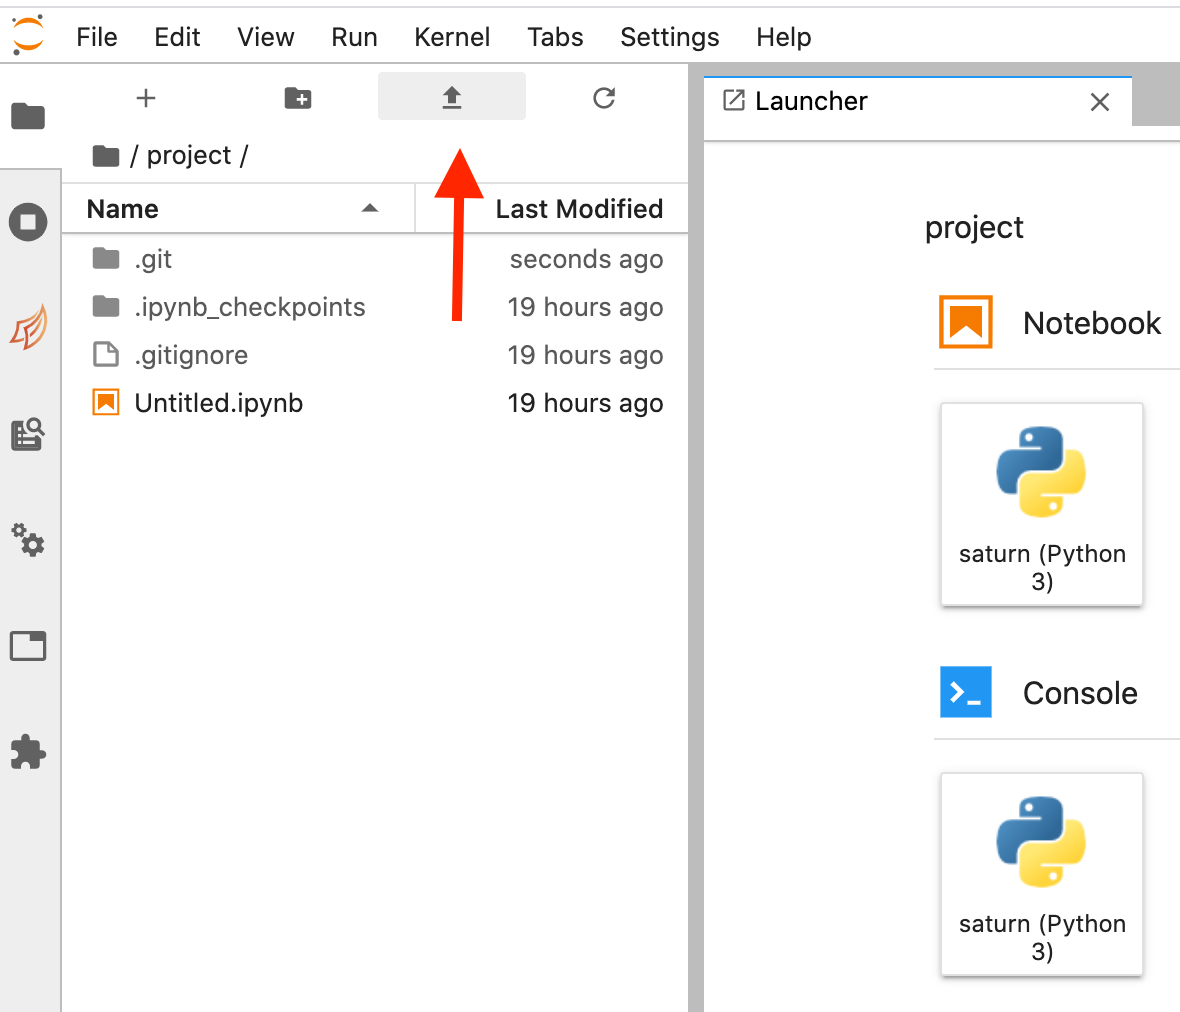 File Edit View Run Kernel Tabs Settings Help
Launcher
/ project /
Name Last Modified
.git seconds ago
.ipynb_checkpoints 19 hours ago
.gitignore 19 hours ago
Untitled.ipynb 19 hours ago
project
Notebook
saturn (Python
3)
Console
saturn (Python
3)